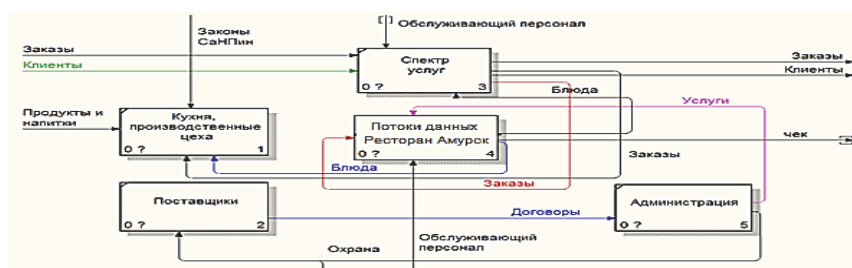 Законы
СаНПин
[ ] Обслуживающий персонал
Заказы
Клиенты
Спектр
услуг
0 ?
3
Заказы
Клиенты
Блюда
Услуги
Продукты и
напитки
Кухня,
производственные
цеха
0 ?
1
Потоки данных
Ресторан Амурск
0 ?
4
чек
Заказы
Блюда
Заказы
Поставщики
0 ?
2
Договоры
Администрация
0 ?
5
Охрана
Обслуживающий
персонал